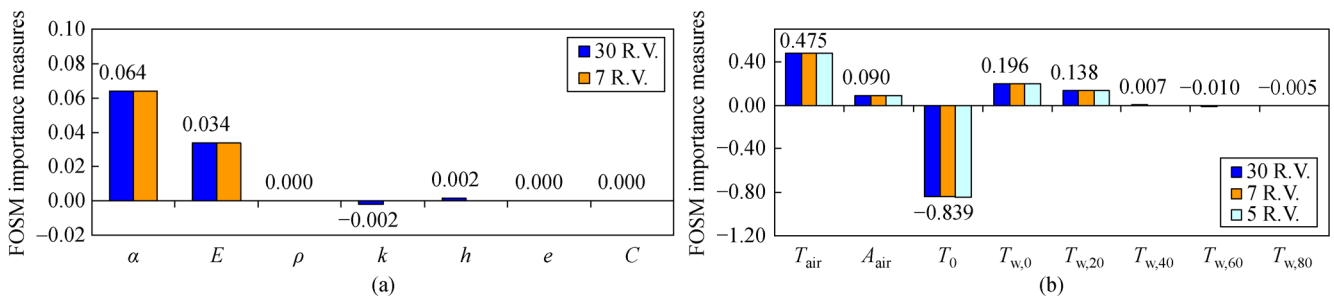 (a)
FOSM importance measures
0.10
0.08
0.06
0.04
0.02
0.00
−0.02
0.064
0.034
0.000
−0.002
0.002
0.000
0.000
30 R.V.
7 R.V.
α E ρ k h e C
(a)
(b)
FOSM importance measures
0.40
0.00
−0.40
−0.80
−1.20
0.475
0.090
−0.839
0.196
0.138
0.007
−0.010
−0.005
30 R.V.
7 R.V.
5 R.V.
Tair Aair T0 Tw,0 Tw,20 Tw,40 Tw,60 Tw,80
(b)